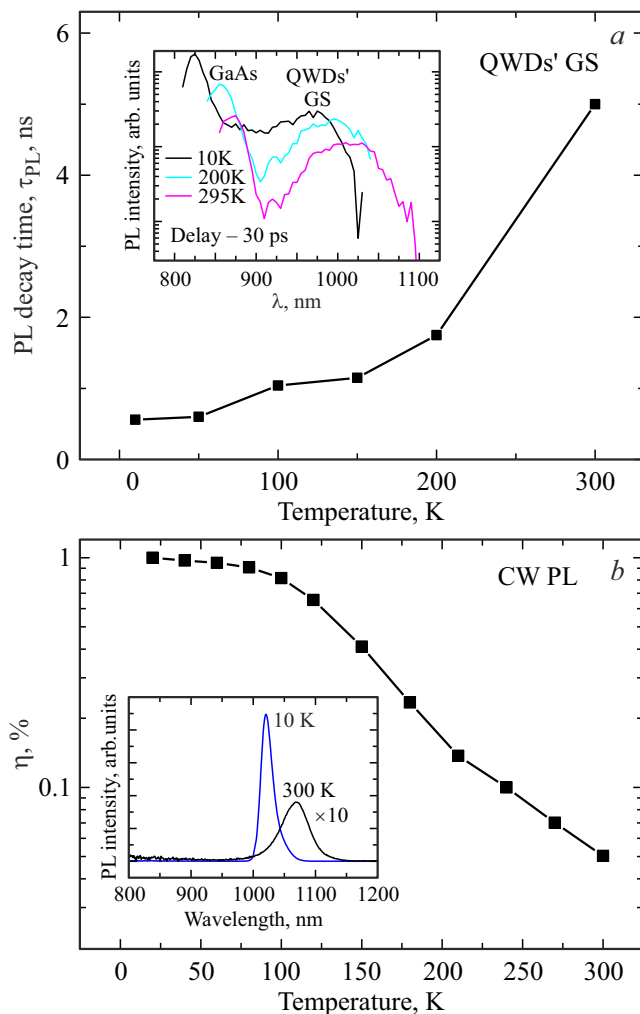 a
QWDs' GS
PL decay time, τPL, ns
6
4
2
0
0
100
200
300
Temperature, K
PL intensity, arb. units
GaAs
QWDs'
GS
10K
200K
295K
Delay – 30 ps
800
900
1000
1100
λ, nm
b
CW PL
η, %
1
0.1
0
50
100
150
200
250
300
Temperature, K
PL intensity, arb.units
10 K
300 K
×10
800
900
1000
1100
1200
Wavelength, nm